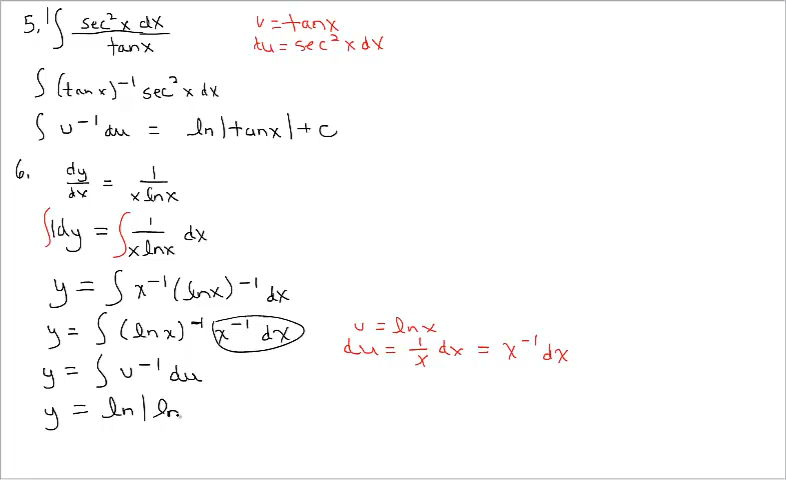 5. ∫ sec²x dx / tanx u = tanx
du = sec²x dx
∫ (tanx)⁻¹ sec²x dx
∫ u⁻¹ du = ln|tanx| + c
6. dy/dx = 1/(x lnx)
∫1dy = ∫ 1/(x lnx) dx
y = ∫ x⁻¹ (lnx)⁻¹ dx
y = ∫ (lnx)⁻¹ x⁻¹ dx u = lnx
du = 1/x dx = x⁻¹ dx
y = ∫ u⁻¹ du
y = ln|ln